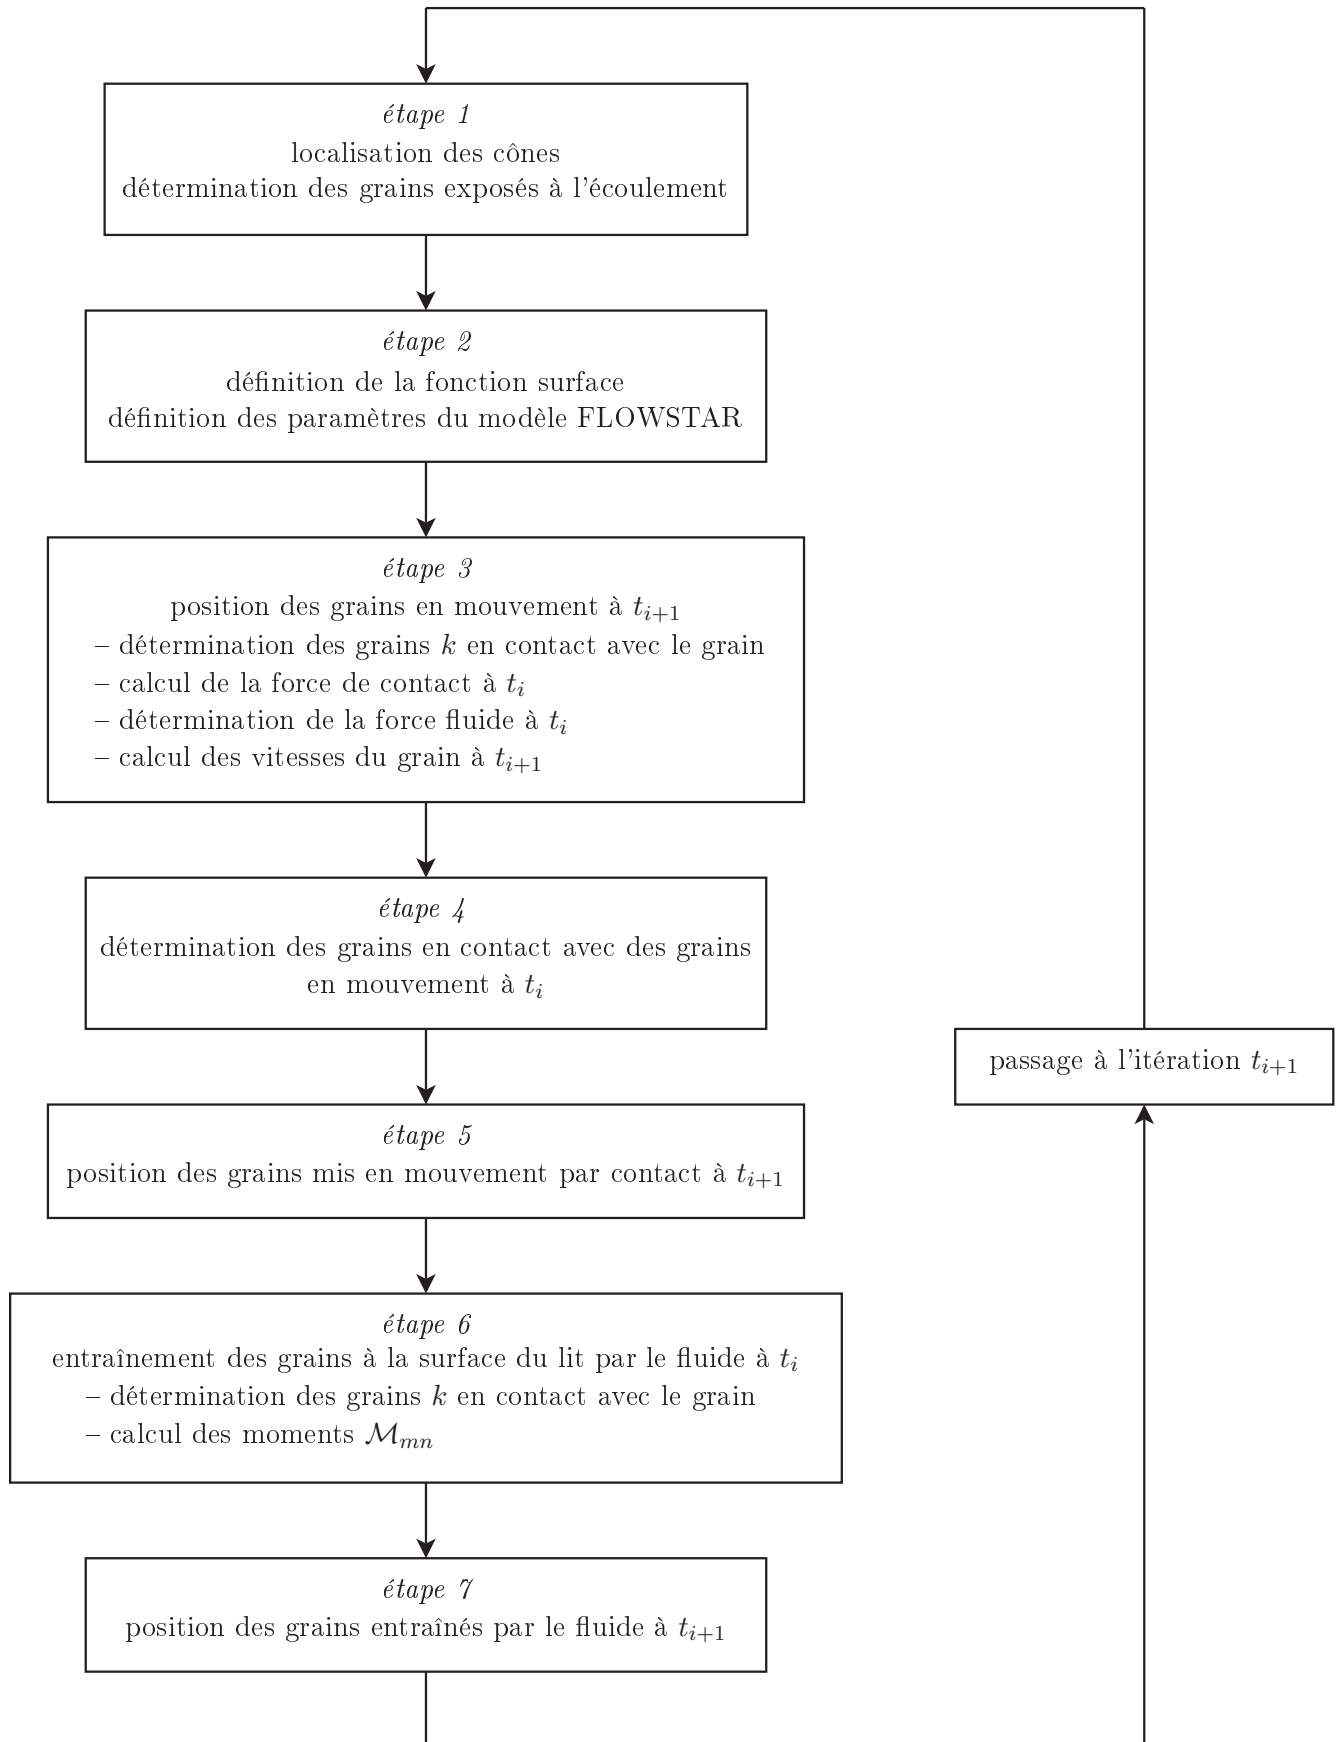 étape 1
localisation des cônes
détermination des grains exposés à l'écoulement
étape 2
définition de la fonction surface
définition des paramètres du modèle FLOWSTAR
étape 3
position des grains en mouvement à $t_{i+1}$
– détermination des grains $k$ en contact avec le grain
– calcul de la force de contact à $t_i$
– détermination de la force fluide à $t_i$
– calcul des vitesses du grain à $t_{i+1}$
étape 4
détermination des grains en contact avec des grains
en mouvement à $t_i$
passage à l'itération $t_{i+1}$
étape 5
position des grains mis en mouvement par contact à $t_{i+1}$
étape 6
entraînement des grains à la surface du lit par le fluide à $t_i$
– détermination des grains $k$ en contact avec le grain
– calcul des moments $\mathcal{M}_{mn}$
étape 7
position des grains entraînés par le fluide à $t_{i+1}$